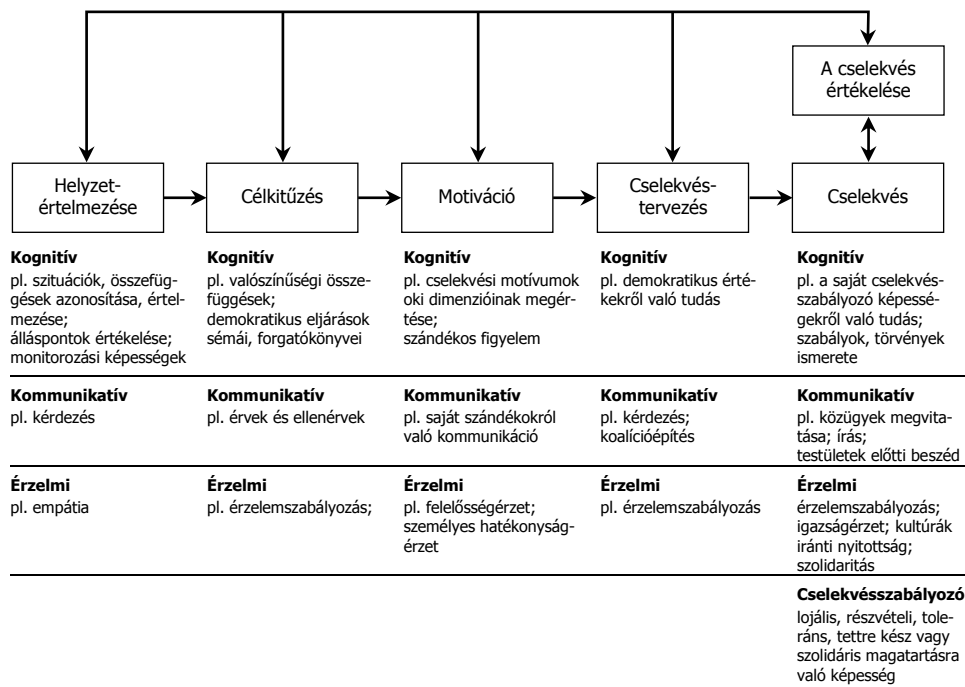 A cselekvés
értékelése
Helyzet-
értelmezése
Célkitűzés
Motiváció
Cselekvés-
tervezés
Cselekvés
Kognitív
pl. szituációk, összefüg-
gések azonosítása, értel-
mezése;
álláspontok értékelése;
monitorozási képességek
Kognitív
pl. valószínűségi össze-
függések;
demokratikus eljárások
sémái, forgatókönyvei
Kognitív
pl. cselekvési motívumok
oki dimenzióinak megér-
tése;
szándékos figyelem
Kognitív
pl. demokratikus érté-
kekről való tudás
Kognitív
pl. a saját cselekvés-
szabályozó képessé-
gekről való tudás;
szabályok, törvények
ismerete
Kommunikatív
pl. kérdezés
Kommunikatív
pl. érvek és ellenérvek
Kommunikatív
pl. saját szándékokról
való kommunikáció
Kommunikatív
pl. kérdezés;
koalícióépítés
Kommunikatív
pl. közügyek megvita-
tása; írás;
testületek előtti beszéd
Érzelmi
pl. empátia
Érzelmi
pl. érzelemszabályozás;
Érzelmi
pl. felelősségérzet;
személyes hatékonyság-
érzet
Érzelmi
pl. érzelemszabályozás
Érzelmi
érzelemszabályozás;
igazságérzet; kultúrák
iránti nyitottság;
szolidaritás
Cselekvésszabályozó
lojális, részvételi, tole-
ráns, tettre kész vagy
szolidáris magatartásra
való képesség